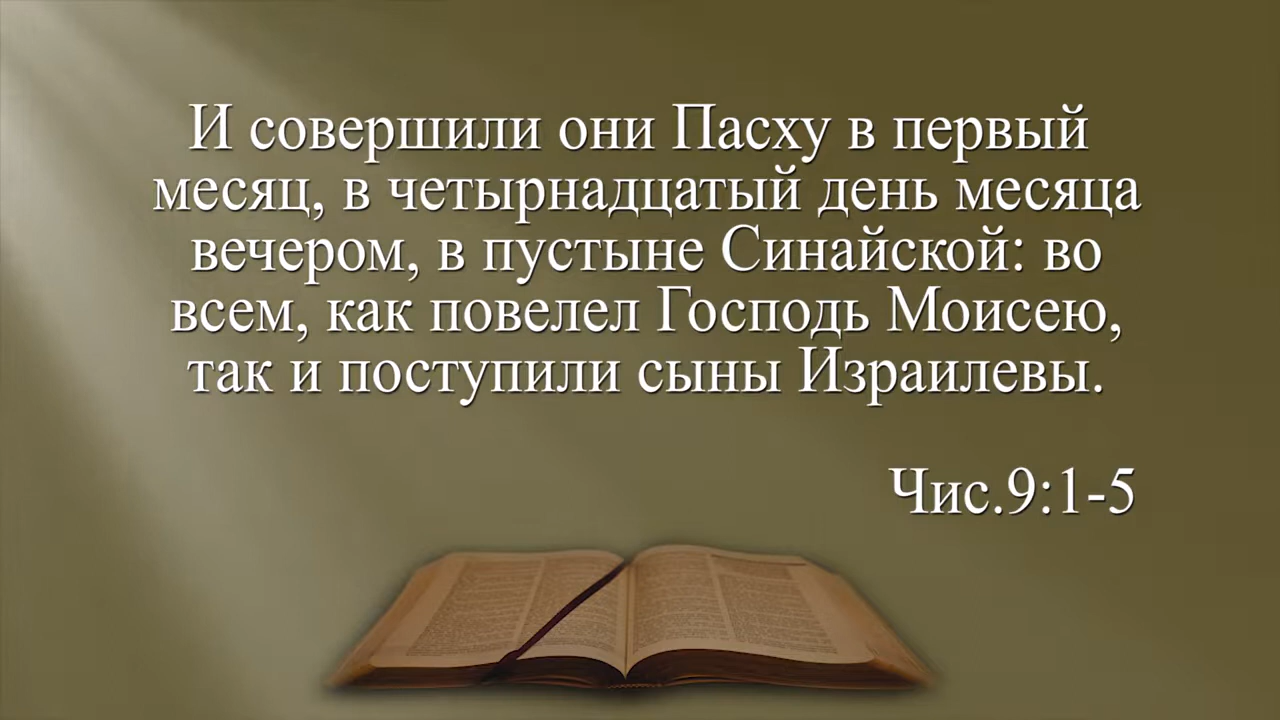 И совершили они Пасху в первый
месяц, в четырнадцатый день месяца
вечером, в пустыне Синайской: во
всем, как повелел Господь Моисею,
так и поступили сыны Израилевы.
Чис.9:1-5